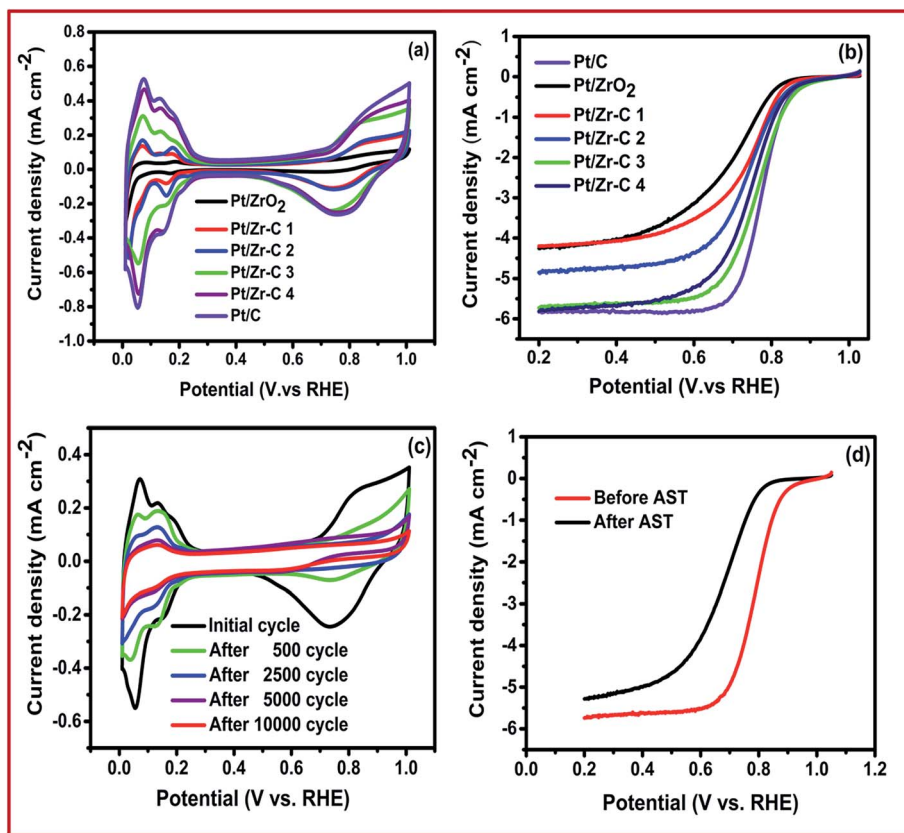 (a)
Current density (mA cm-2)
0.6
0.4
0.2
0.0
-0.2
-0.4
-0.6
-0.8
-1.0
Pt/ZrO2
Pt/Zr-C 1
Pt/Zr-C 2
Pt/Zr-C 3
Pt/Zr-C 4
Pt/C
0.0 0.2 0.4 0.6 0.8 1.0
Potential (V.vs RHE)
(b)
Current density (mA cm-2)
1
0
-1
-2
-3
-4
-5
-6
Pt/C
Pt/ZrO2
Pt/Zr-C 1
Pt/Zr-C 2
Pt/Zr-C 3
Pt/Zr-C 4
0.2 0.4 0.6 0.8 1.0
Potential (V.vs RHE)
(c)
Current density (mA cm-2)
0.4
0.2
0.0
-0.2
-0.4
-0.6
Initial cycle
After 500 cycle
After 2500 cycle
After 5000 cycle
After 10000 cycle
0.0 0.2 0.4 0.6 0.8 1.0
Potential (V vs. RHE)
(d)
Current density (mA cm-2)
1
0
-1
-2
-3
-4
-5
-6
Before AST
After AST
0.0 0.2 0.4 0.6 0.8 1.0 1.2
Potential (V vs. RHE)